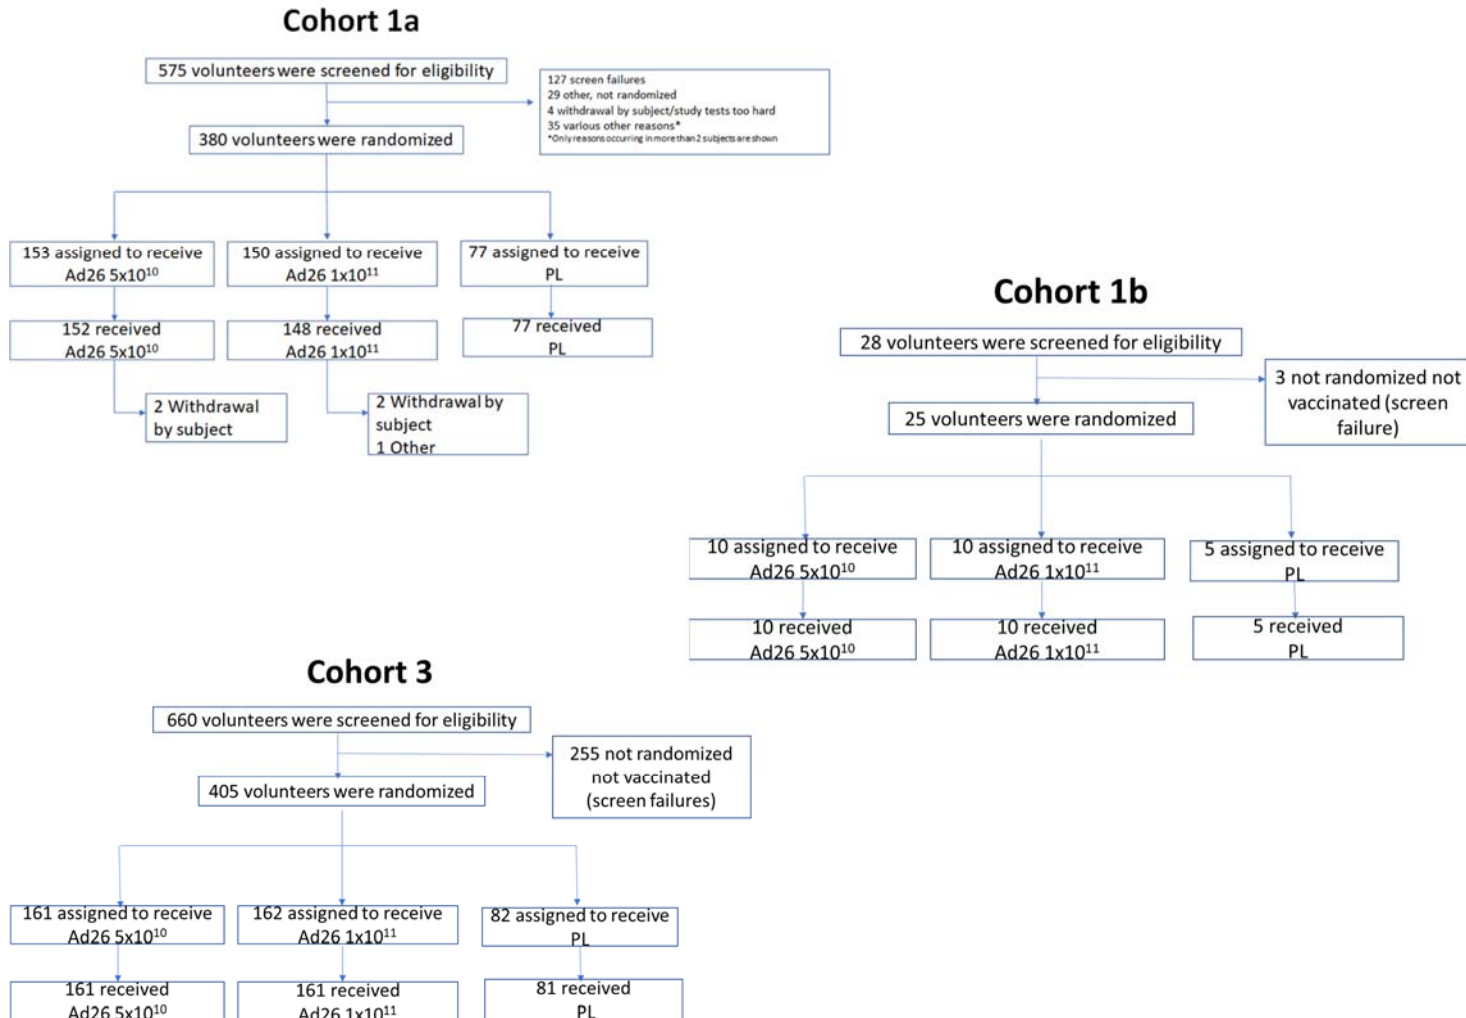 Cohort 1a
575 volunteers were screened for eligibility
127 screen failures
29 other, not randomized
4 withdrawal by subject/study tests too hard
35 various other reasons*
*Only reasons occurring in more than 2 subjects are shown
380 volunteers were randomized
153 assigned to receive
Ad26 5x10¹⁰
150 assigned to receive
Ad26 1x10¹¹
77 assigned to receive
PL
152 received
Ad26 5x10¹⁰
148 received
Ad26 1x10¹¹
77 received
PL
2 Withdrawal
by subject
2 Withdrawal by
subject
1 Other
Cohort 1b
28 volunteers were screened for eligibility
3 not randomized not
vaccinated (screen
failure)
25 volunteers were randomized
10 assigned to receive
Ad26 5x10¹⁰
10 assigned to receive
Ad26 1x10¹¹
5 assigned to receive
PL
10 received
Ad26 5x10¹⁰
10 received
Ad26 1x10¹¹
5 received
PL
Cohort 3
660 volunteers were screened for eligibility
255 not randomized
not vaccinated
(screen failures)
405 volunteers were randomized
161 assigned to receive
Ad26 5x10¹⁰
162 assigned to receive
Ad26 1x10¹¹
82 assigned to receive
PL
161 received
Ad26 5x10¹⁰
161 received
Ad26 1x10¹¹
81 received
PL